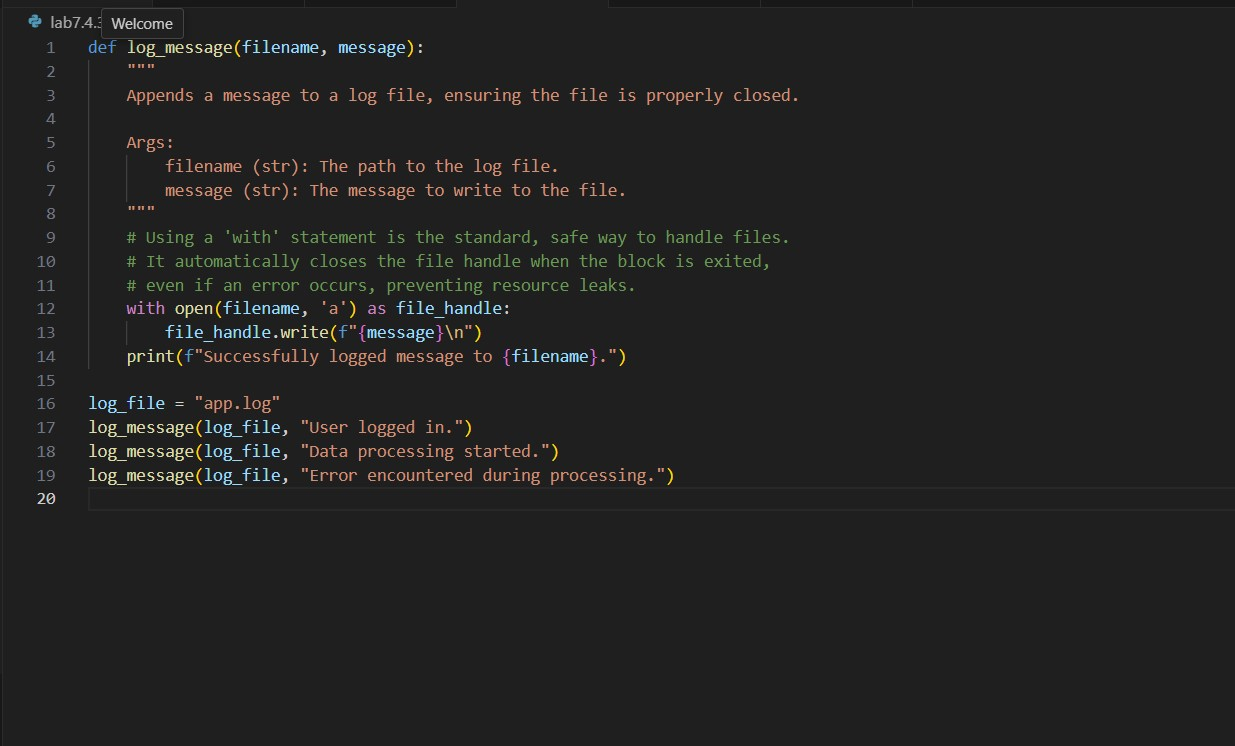 lab7.4.3
Welcome
1 def log_message(filename, message):
2     """
3     Appends a message to a log file, ensuring the file is properly closed.
4
5     Args:
6         filename (str): The path to the log file.
7         message (str): The message to write to the file.
8     """
9     # Using a 'with' statement is the standard, safe way to handle files.
10     # It automatically closes the file handle when the block is exited,
11     # even if an error occurs, preventing resource leaks.
12     with open(filename, 'a') as file_handle:
13         file_handle.write(f"{message}\n")
14     print(f"Successfully logged message to {filename}.")
15
16 log_file = "app.log"
17 log_message(log_file, "User logged in.")
18 log_message(log_file, "Data processing started.")
19 log_message(log_file, "Error encountered during processing.")
20